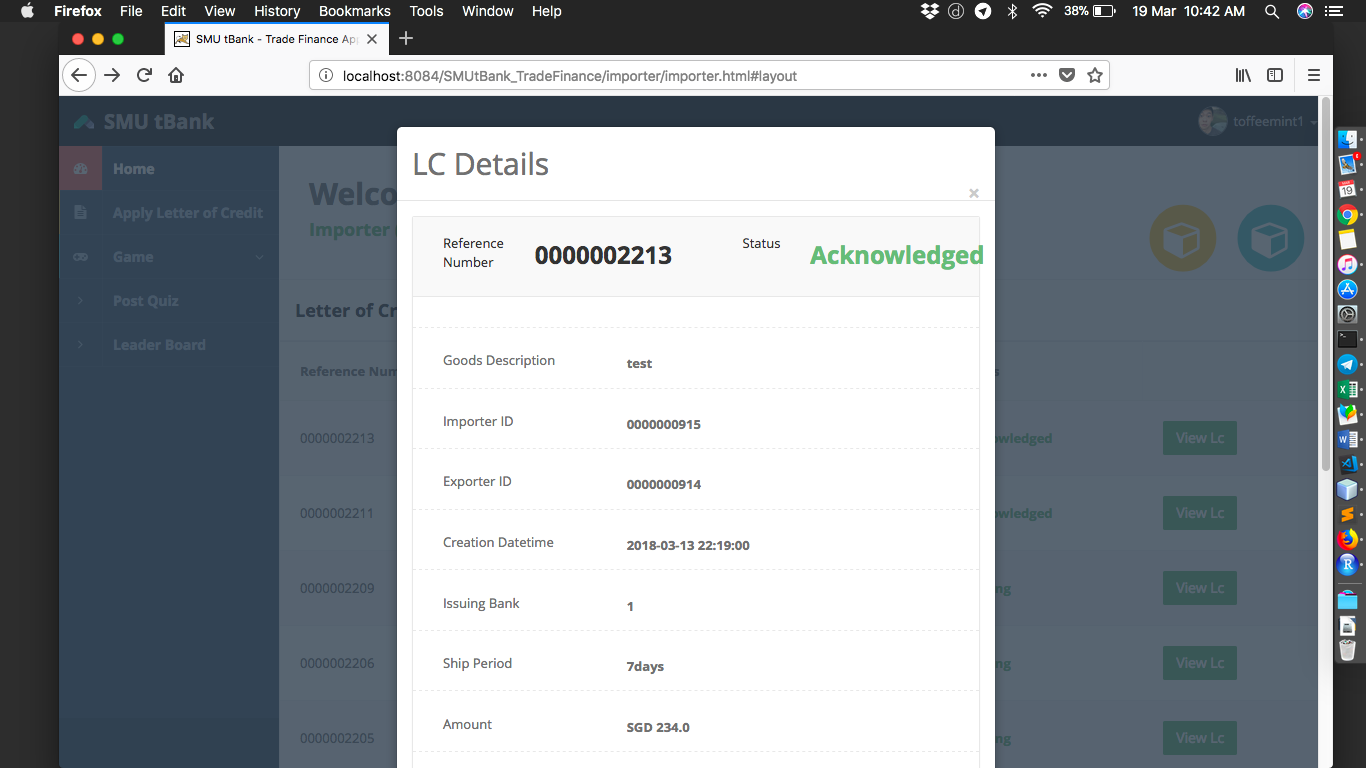 Firefox File Edit View History Bookmarks Tools Window Help 38% 19 Mar 10:42 AM
SMU tBank - Trade Finance Ap
localhost:8084/SMUtBank_TradeFinance/importer/importer.html#layout
SMU tBank
toffeemint1
Home
Apply Letter of Credit
Game
Post Quiz
Leader Board
Welco
Importer
Letter of Cr
Reference Num
s
0000002213 wledged View Lc
0000002211 wledged View Lc
0000002209 ng View Lc
0000002206 ng View Lc
0000002205 ng View Lc
LC Details
×
Reference Number 0000002213 Status Acknowledged
Goods Description test
Importer ID 0000000915
Exporter ID 0000000914
Creation Datetime 2018-03-13 22:19:00
Issuing Bank 1
Ship Period 7days
Amount SGD 234.0